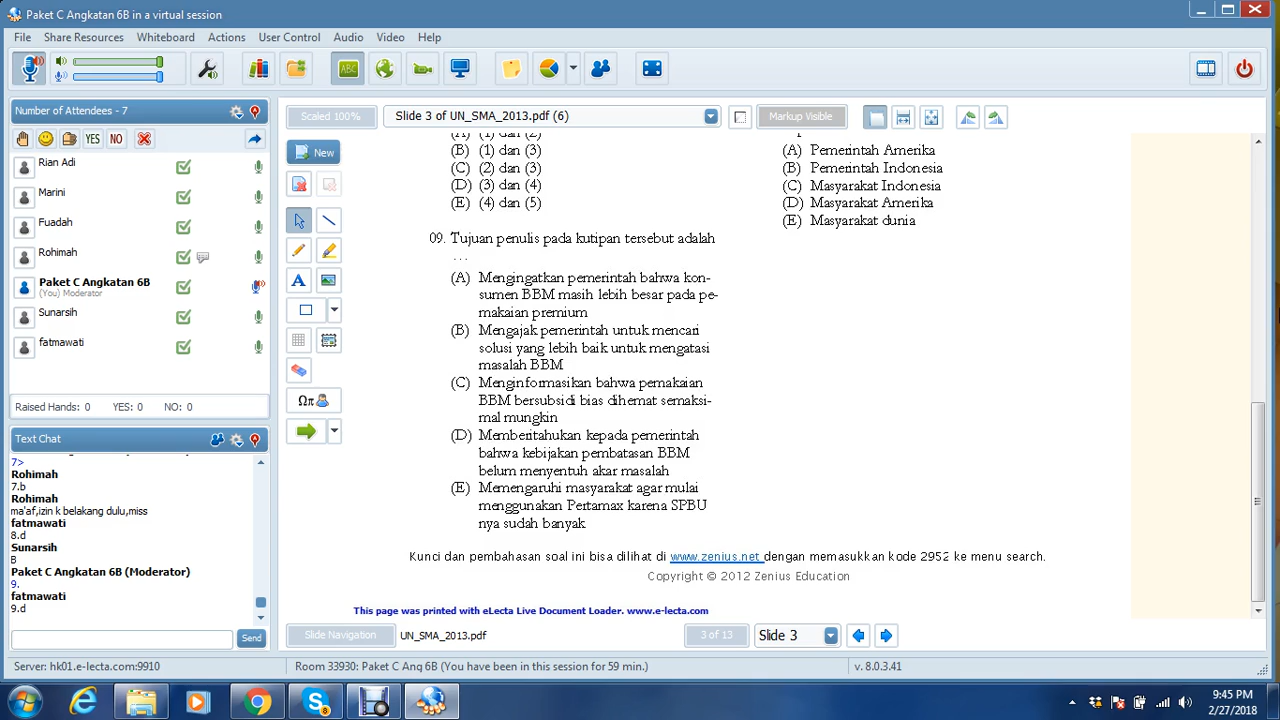 Paket C Angkatan 6B in a virtual session
File Share Resources Whiteboard Actions User Control Audio Video Help
Number of Attendees - 7
YES NO
Rian Adi
Marini
Fuadah
Rohimah
Paket C Angkatan 6B
(You) Moderator
Sunarsih
fatmawati
Raised Hands: 0 YES: 0 NO: 0
Text Chat
7>
Rohimah
7.b
Rohimah
ma'af,izin k belakang dulu,miss
fatmawati
8.d
Sunarsih
B
Paket C Angkatan 6B (Moderator)
9.
fatmawati
9.d
Send
Scaled 100%
Slide 3 of UN_SMA_2013.pdf (6)
Markup Visible
New
ABC
A
Ωπ
(A) (1) dan (2)
(B) (1) dan (3)
(C) (2) dan (3)
(D) (3) dan (4)
(E) (4) dan (5)
09. Tujuan penulis pada kutipan tersebut adalah
...
(A) Mengingatkan pemerintah bahwa kon-
sumen BBM masih lebih besar pada pe-
makaian premium
(B) Mengajak pemerintah untuk mencari
solusi yang lebih baik untuk mengatasi
masalah BBM
(C) Menginformasikan bahwa pemakaian
BBM bersubsidi bias dihemat semaksi-
mal mungkin
(D) Memberitahukan kepada pemerintah
bahwa kebijakan pembatasan BBM
belum menyentuh akar masalah
(E) Memengaruhi masyarakat agar mulai
menggunakan Pertamax karena SPBU
nya sudah banyak
(A) Pemerintah Amerika
(B) Pemerintah Indonesia
(C) Masyarakat Indonesia
(D) Masyarakat Amerika
(E) Masyarakat dunia
Kunci dan pembahasan soal ini bisa dilihat di www.zenius.net dengan memasukkan kode 2952 ke menu search.
Copyright © 2012 Zenius Education
This page was printed with eLecta Live Document Loader. www.e-lecta.com
Slide Navigation UN_SMA_2013.pdf 3 of 13 Slide 3
Server: hk01.e-lecta.com:9910 Room 33930: Paket C Ang 6B (You have been in this session for 59 min.) v. 8.0.3.41
9:45 PM
2/27/2018